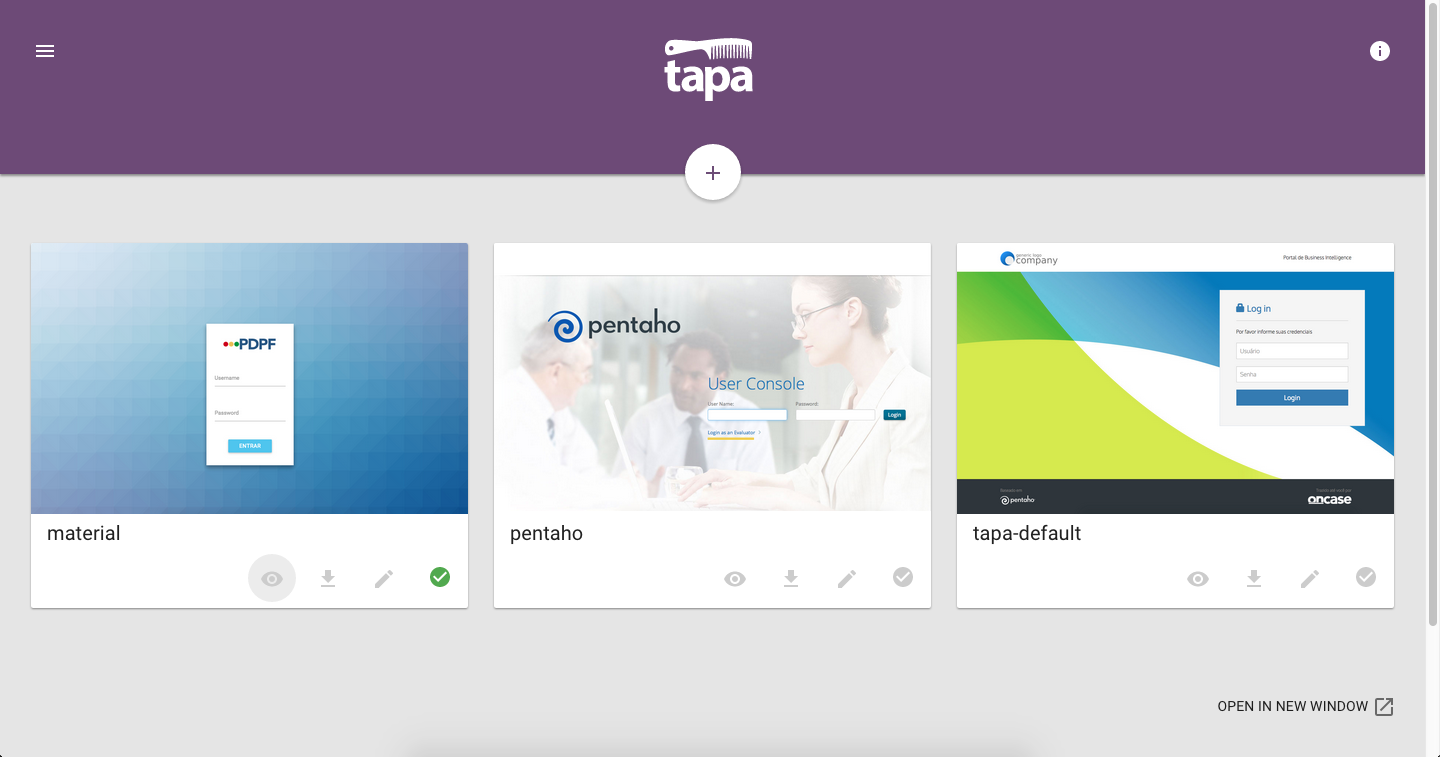 tapa
PDPF
Username
Password
ENTRAR
material
pentaho
User Console
User Name:
Password:
Login
Login as an Evaluator
pentaho
generic logo
company
Portal de Business Intelligence
Log in
Por favor informe suas credenciais
Usuário
Senha
Login
pentaho
oncase
tapa-default
OPEN IN NEW WINDOW